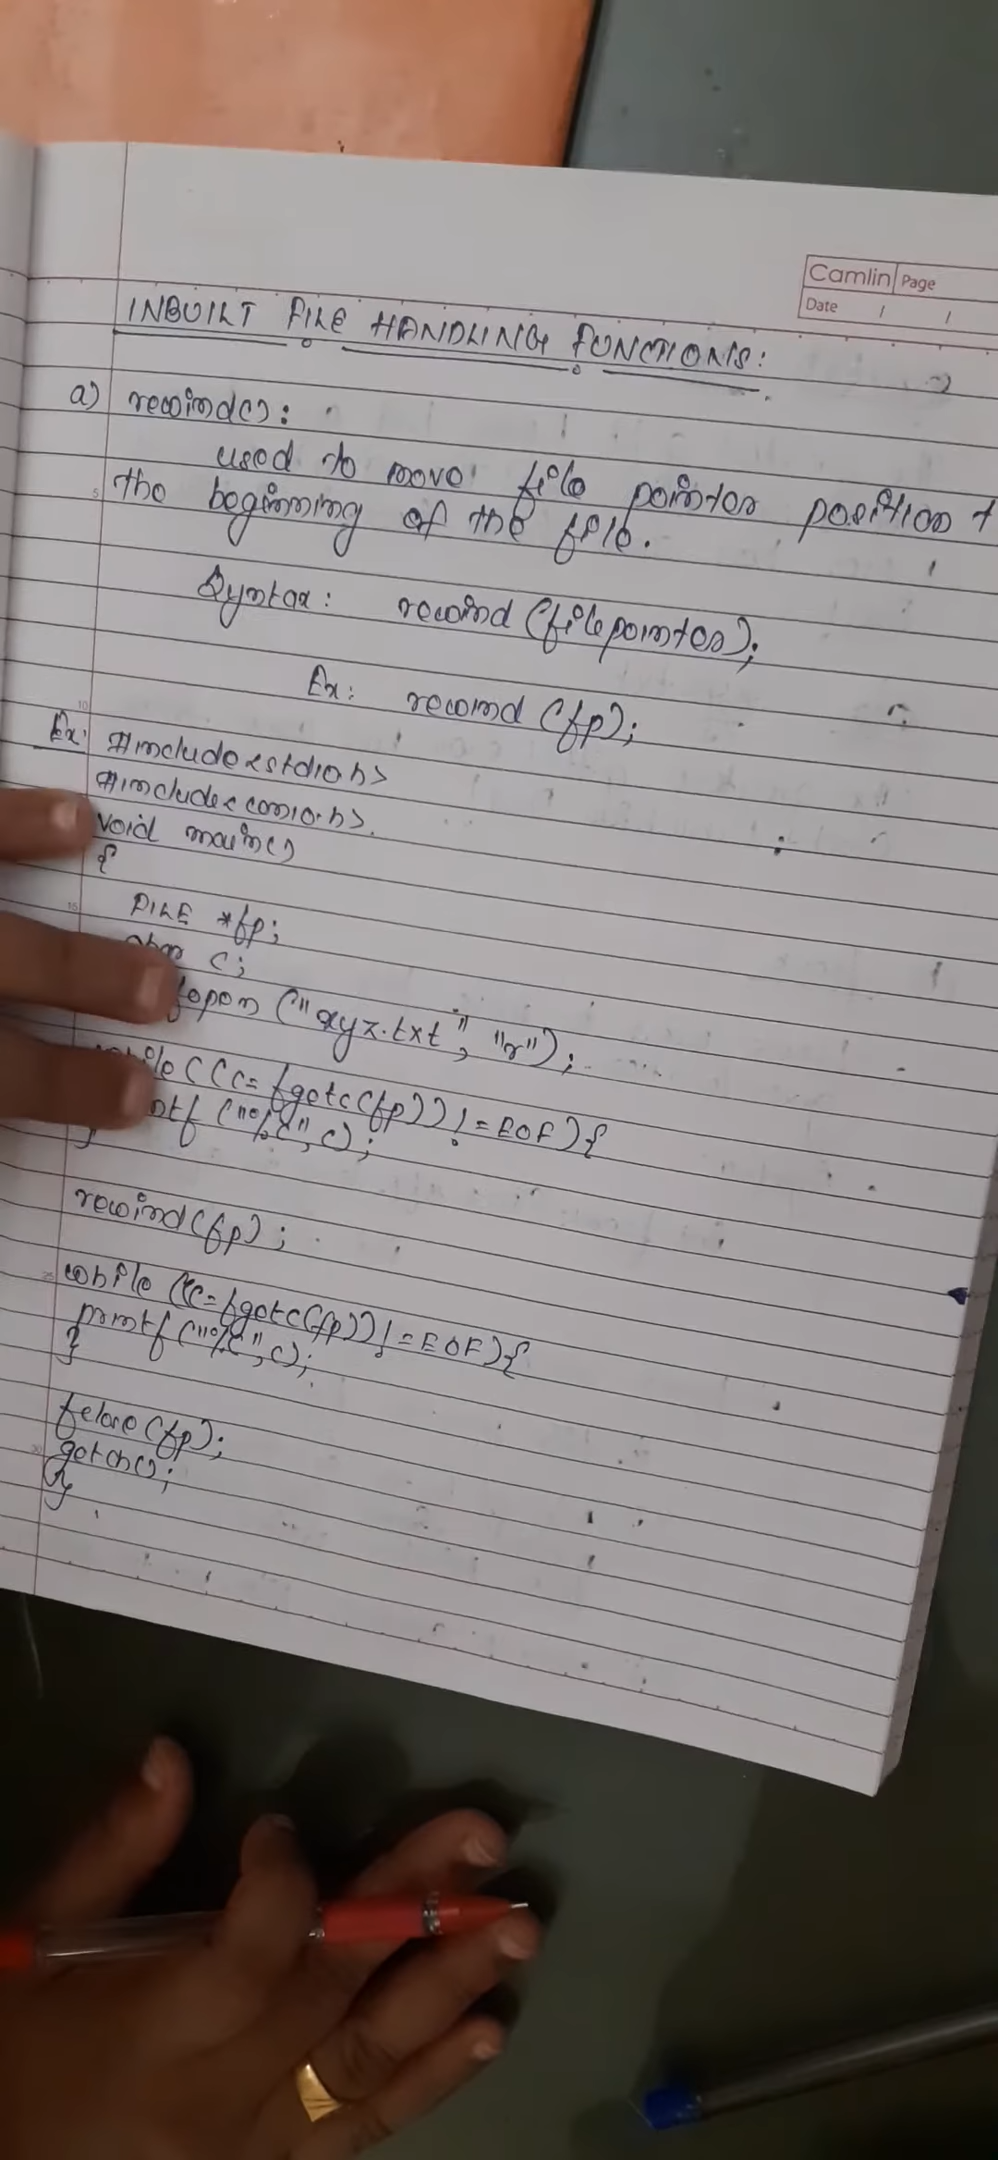 Camlin Page
Date / /
INBUILT FILE HANDLING FUNCTIONS:
a) rewind():
used to move file pointer position
the beginning of the file.
Syntax: rewind (filepointer);
Ex: rewind (fp);
Ex: #include<stdio.h>
#include<conio.h>
void main()
{
FILE *fp;
c;
fopen ("xyz.txt", "r");
((c=fgetc(fp))!=EOF){
("%c",c);
}
rewind(fp);
while ((c=fgetc(fp))!=EOF){
printf("%c",c);
}
fclose(fp);
getch();
}